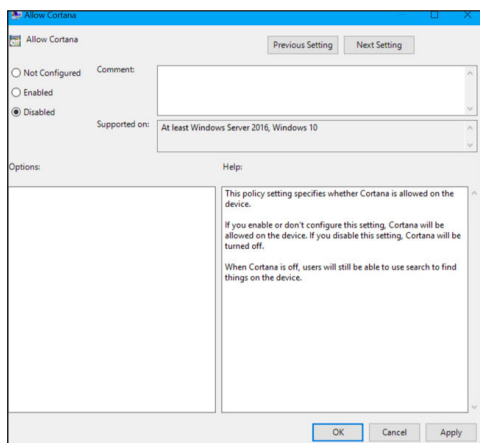 Allow Cortana
Allow Cortana
Previous Setting
Next Setting
Not Configured
Comment:
Enabled
Disabled
Supported on:
At least Windows Server 2016, Windows 10
Options:
Help:
This policy setting specifies whether Cortana is allowed on the
device.
If you enable or don't configure this setting, Cortana will be
allowed on the device. If you disable this setting, Cortana will be
turned off.
When Cortana is off, users will still be able to use search to find
things on the device.
OK
Cancel
Apply